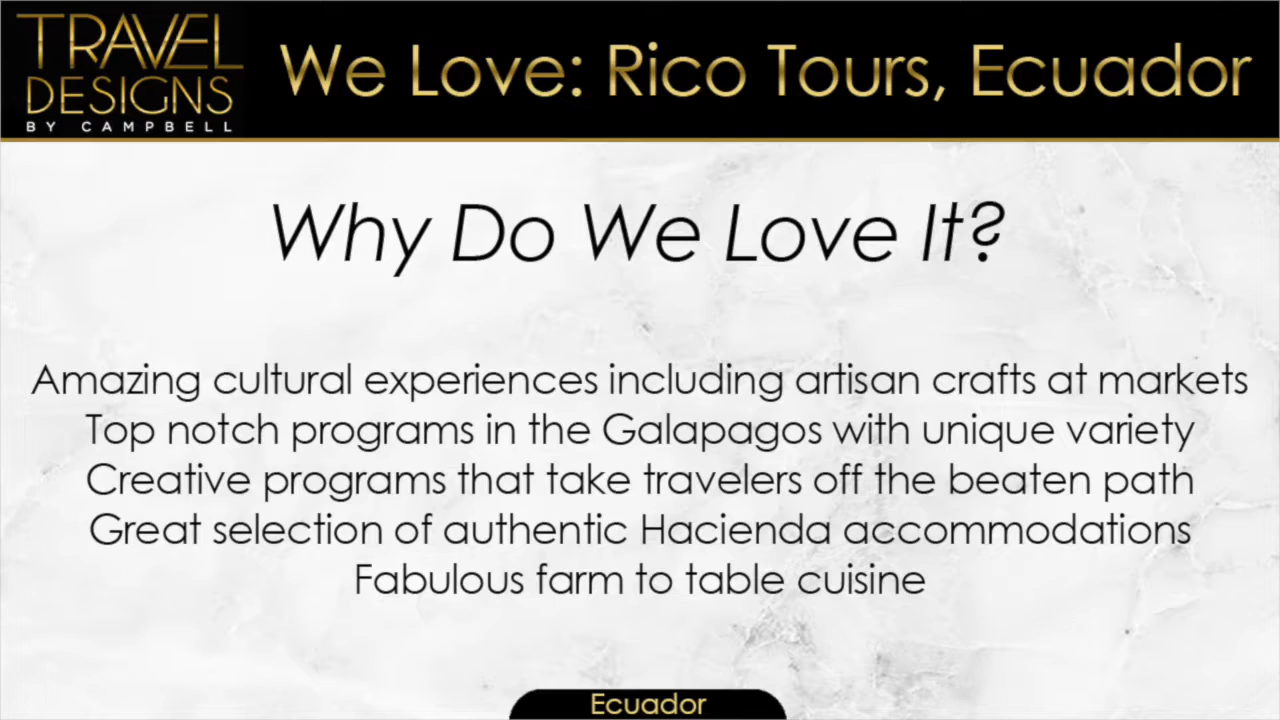 TRAVEL
DESIGNS
BY CAMPBELL
We Love: Rico Tours, Ecuador
Why Do We Love It?
Amazing cultural experiences including artisan crafts at markets
Top notch programs in the Galapagos with unique variety
Creative programs that take travelers off the beaten path
Great selection of authentic Hacienda accommodations
Fabulous farm to table cuisine
Ecuador